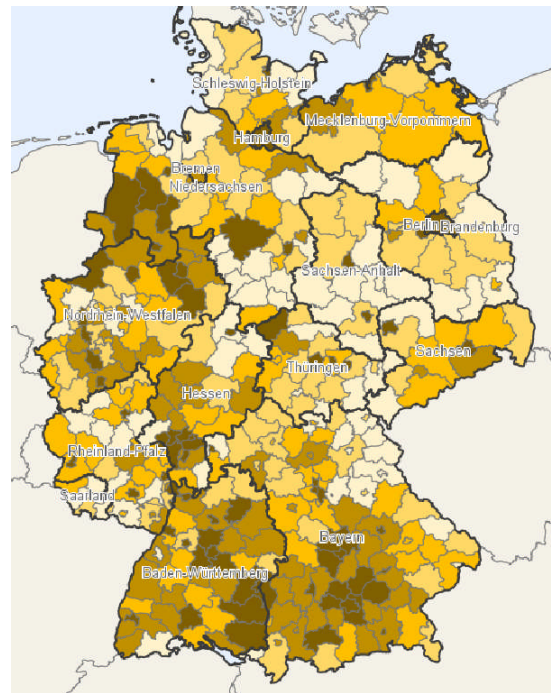 Schleswig-Holstein
Mecklenburg-Vorpommern
Hamburg
Bremen
Niedersachsen
Berlin
Brandenburg
Sachsen-Anhalt
Nordrhein-Westfalen
Sachsen
Thüringen
Hessen
Rheinland-Pfalz
Saarland
Bayern
Baden-Württemberg